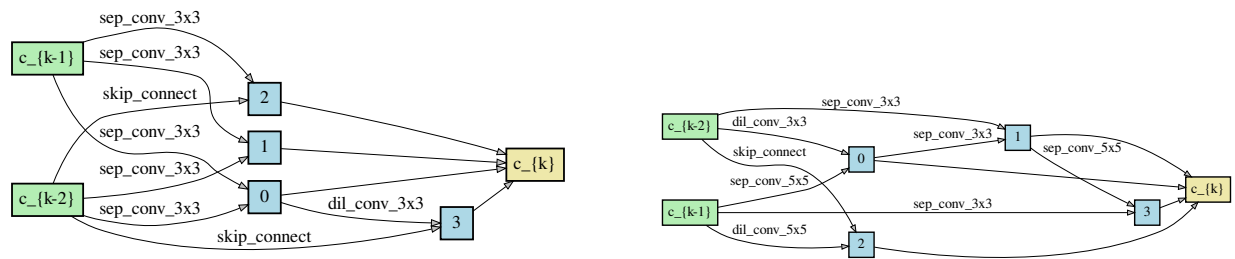 sep_conv_3x3
c_{k-1}
sep_conv_3x3
skip_connect
2
sep_conv_3x3
1
c_{k}
sep_conv_3x3
c_{k-2}
0
sep_conv_3x3
dil_conv_3x3
3
skip_connect
sep_conv_3x3
c_{k-2}
dil_conv_3x3
sep_conv_3x3
1
skip_connect
sep_conv_5x5
0
sep_conv_5x5
c_{k}
c_{k-1}
sep_conv_3x3
3
dil_conv_5x5
2